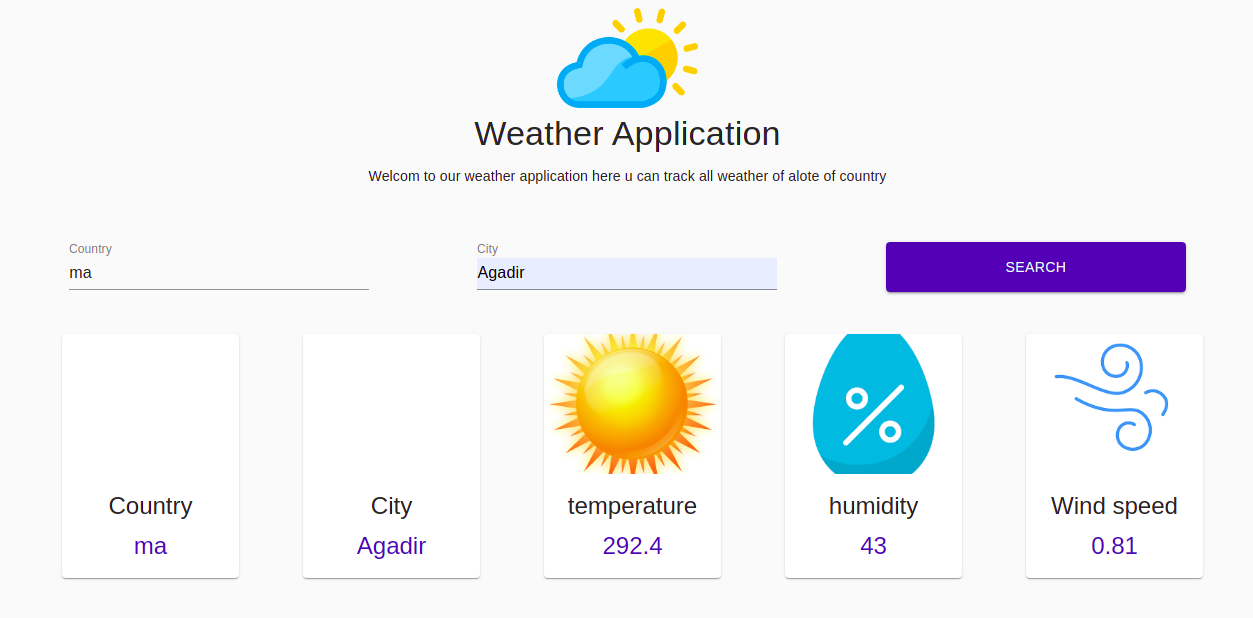 Weather Application
Welcom to our weather application here u can track all weather of alote of country
Country
ma
City
Agadir
SEARCH
Country
ma
City
Agadir
%
temperature
292.4
humidity
43
Wind speed
0.81